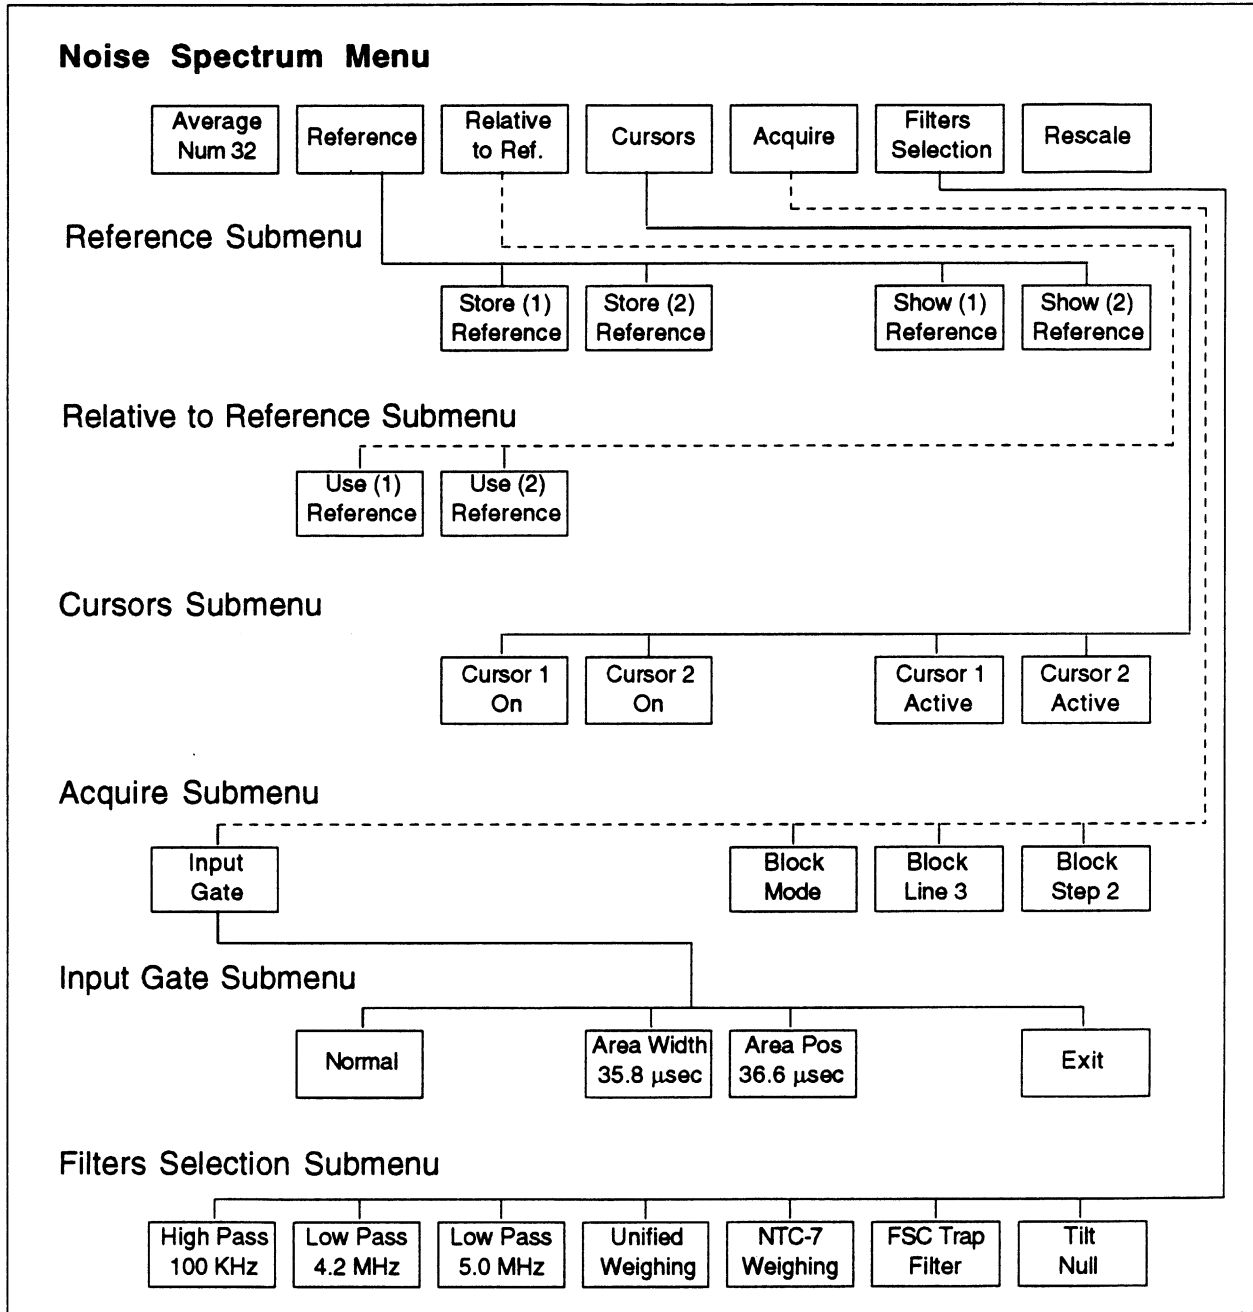 Noise Spectrum Menu
Average
Num 32
Reference
Relative
to Ref.
Cursors
Acquire
Filters
Selection
Rescale
Reference Submenu
Store (1)
Reference
Store (2)
Reference
Show (1)
Reference
Show (2)
Reference
Relative to Reference Submenu
Use (1)
Reference
Use (2)
Reference
Cursors Submenu
Cursor 1
On
Cursor 2
On
Cursor 1
Active
Cursor 2
Active
Acquire Submenu
Input
Gate
Block
Mode
Block
Line 3
Block
Step 2
Input Gate Submenu
Normal
Area Width
35.8 µsec
Area Pos
36.6 µsec
Exit
Filters Selection Submenu
High Pass
100 KHz
Low Pass
4.2 MHz
Low Pass
5.0 MHz
Unified
Weighing
NTC-7
Weighing
FSC Trap
Filter
Tilt
Null